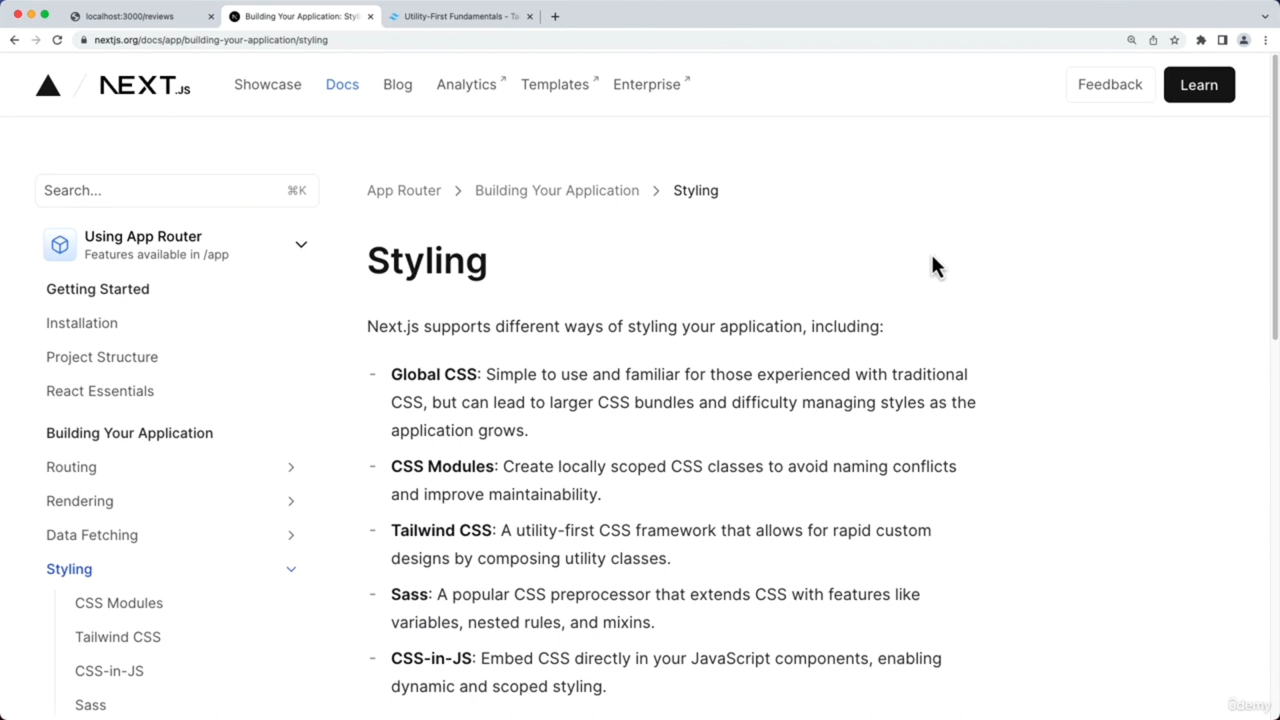 localhost:3000/reviews
Building Your Application: Styli
Utility-First Fundamentals - Ta
nextjs.org/docs/app/building-your-application/styling
NEXT.JS
Showcase
Docs
Blog
Analytics
Templates
Enterprise
Feedback
Learn
Search...
⌘K
Using App Router
Features available in /app
Getting Started
Installation
Project Structure
React Essentials
Building Your Application
Routing
Rendering
Data Fetching
Styling
CSS Modules
Tailwind CSS
CSS-in-JS
Sass
App Router > Building Your Application > Styling
Styling
Next.js supports different ways of styling your application, including:
- Global CSS: Simple to use and familiar for those experienced with traditional
CSS, but can lead to larger CSS bundles and difficulty managing styles as the
application grows.
- CSS Modules: Create locally scoped CSS classes to avoid naming conflicts
and improve maintainability.
- Tailwind CSS: A utility-first CSS framework that allows for rapid custom
designs by composing utility classes.
- Sass: A popular CSS preprocessor that extends CSS with features like
variables, nested rules, and mixins.
- CSS-in-JS: Embed CSS directly in your JavaScript components, enabling
dynamic and scoped styling.
ûdemy